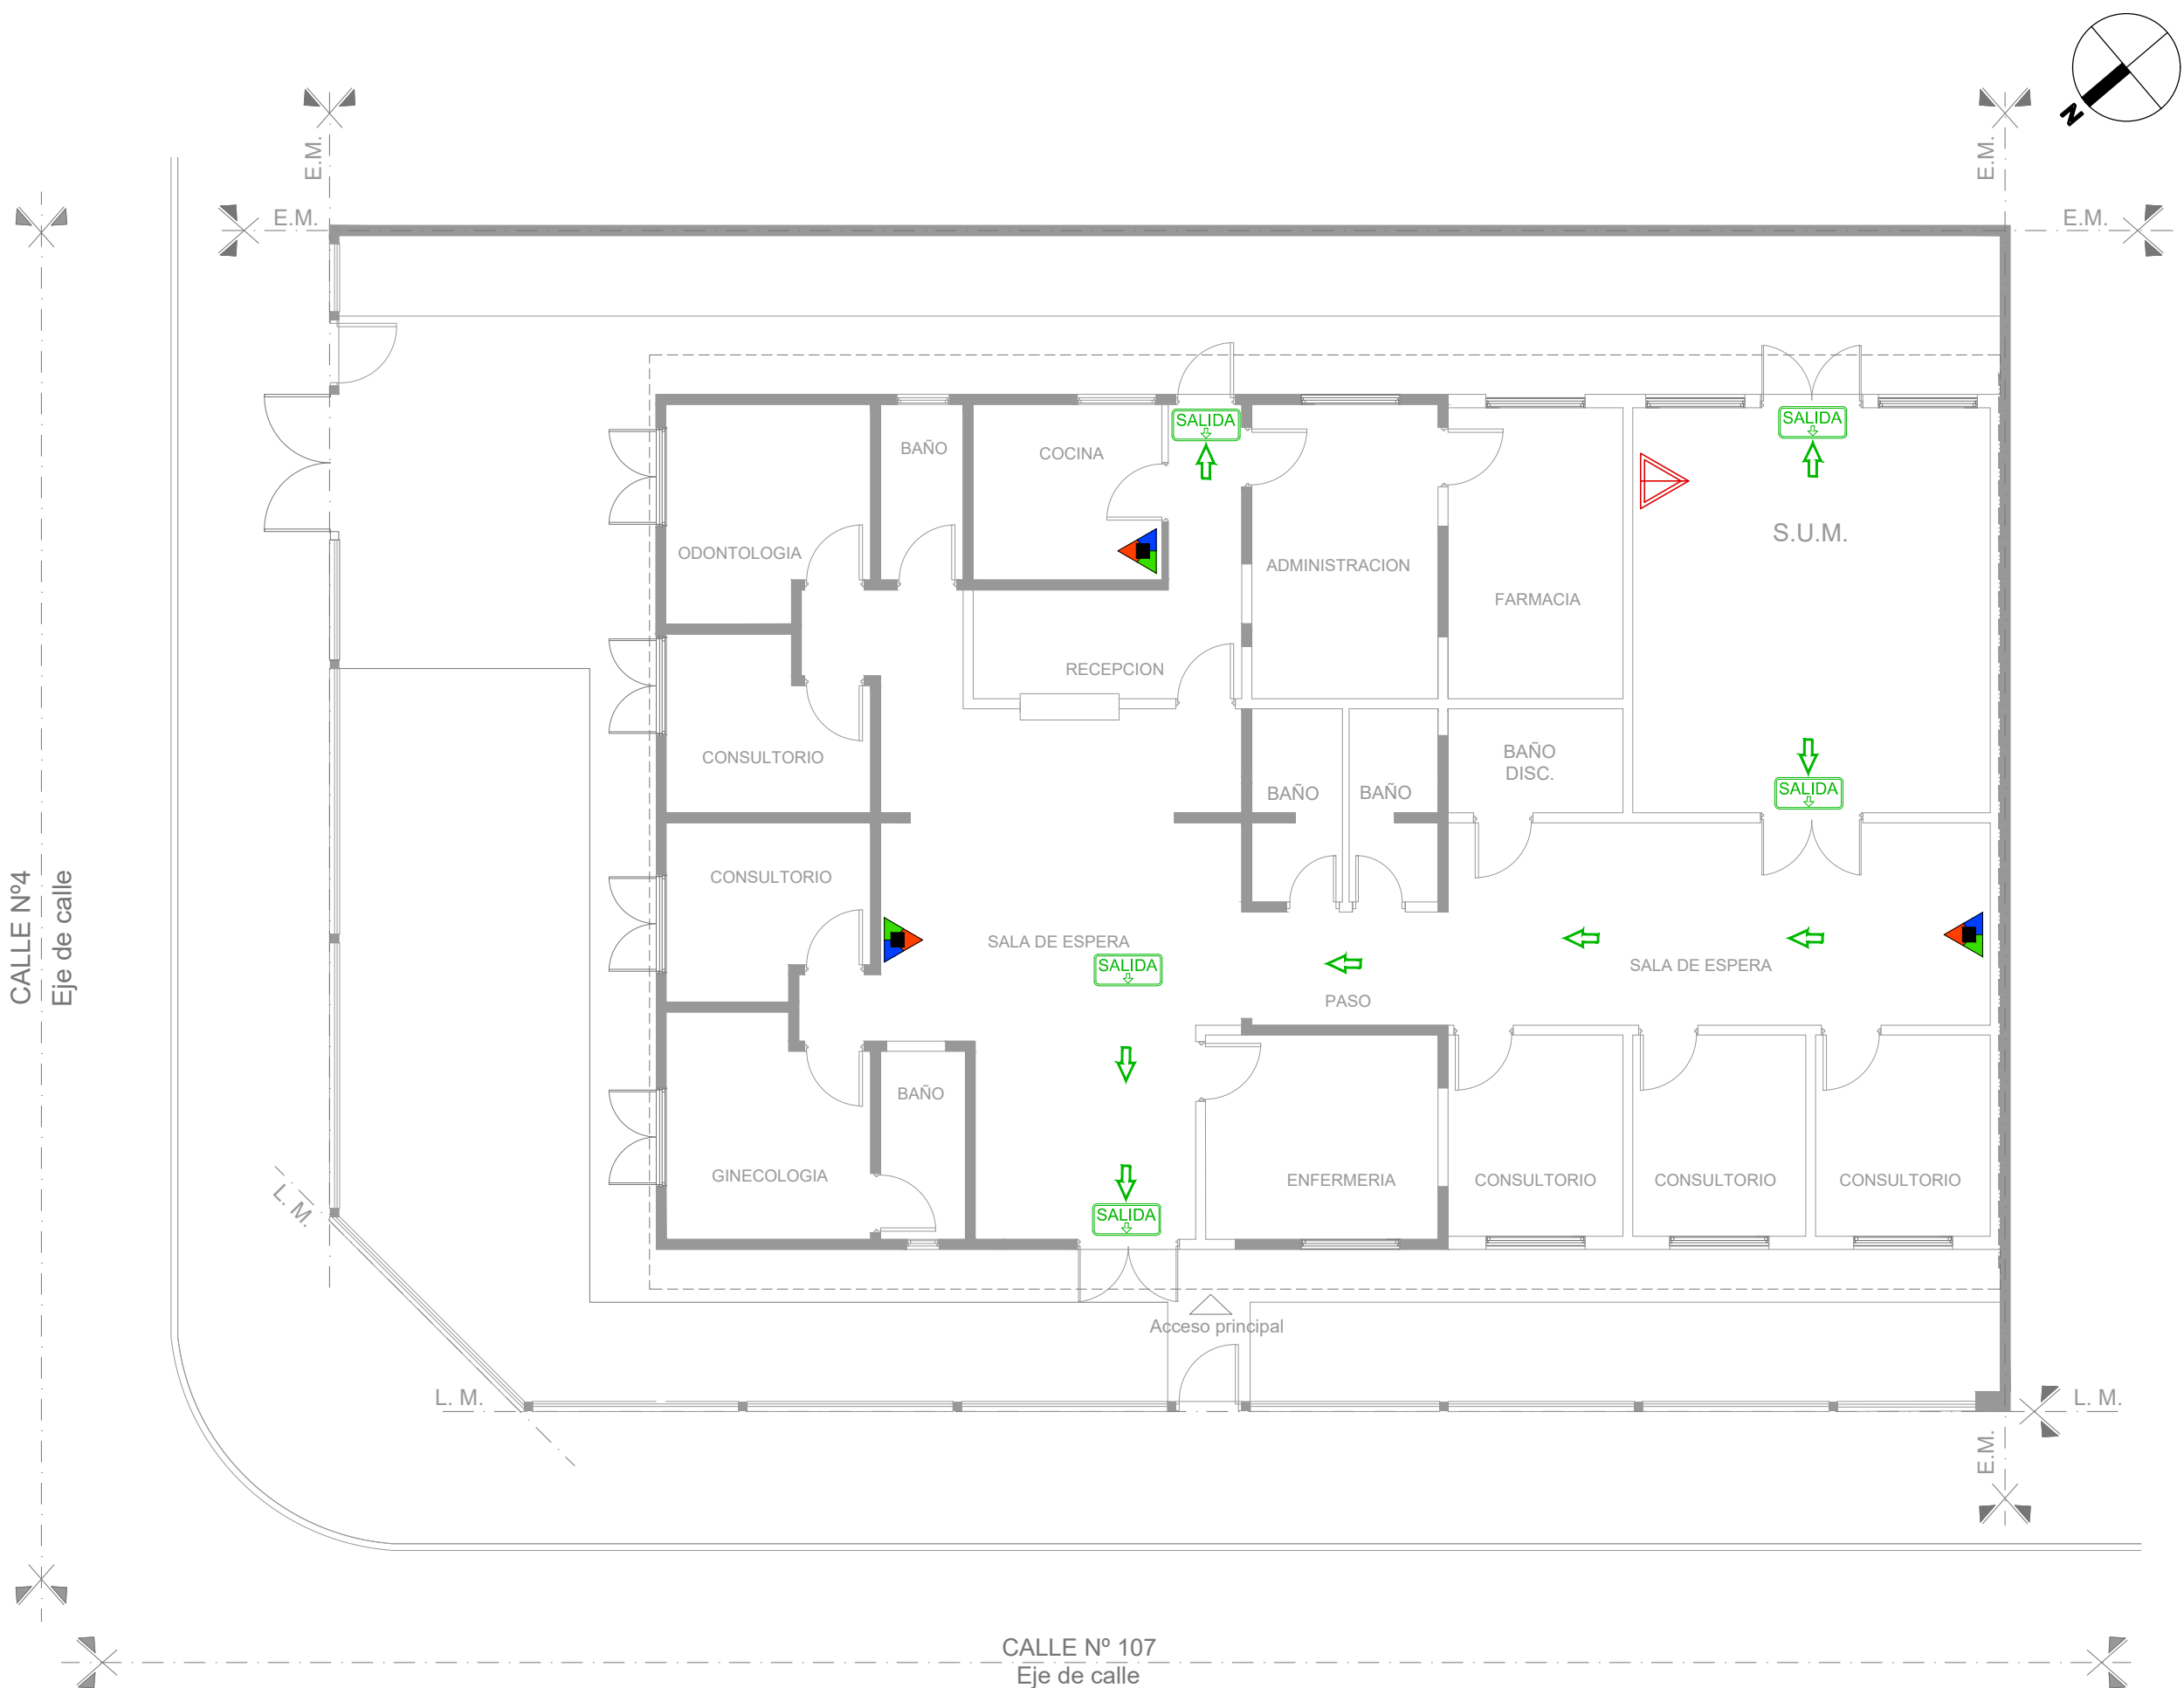 N
E.M.
E.M.
E.M.
E.M.
SALIDA
SALIDA
BAÑO
COCINA
S.U.M.
ODONTOLOGIA
ADMINISTRACION
FARMACIA
RECEPCION
CONSULTORIO
BAÑO
DISC.
BAÑO
BAÑO
SALIDA
CONSULTORIO
SALA DE ESPERA
SALIDA
SALA DE ESPERA
PASO
CALLE Nº4
Eje de calle
BAÑO
GINECOLOGIA
ENFERMERIA
CONSULTORIO
CONSULTORIO
CONSULTORIO
SALIDA
L. M.
Acceso principal
L. M.
L. M.
E.M.
CALLE Nº 107
Eje de calle